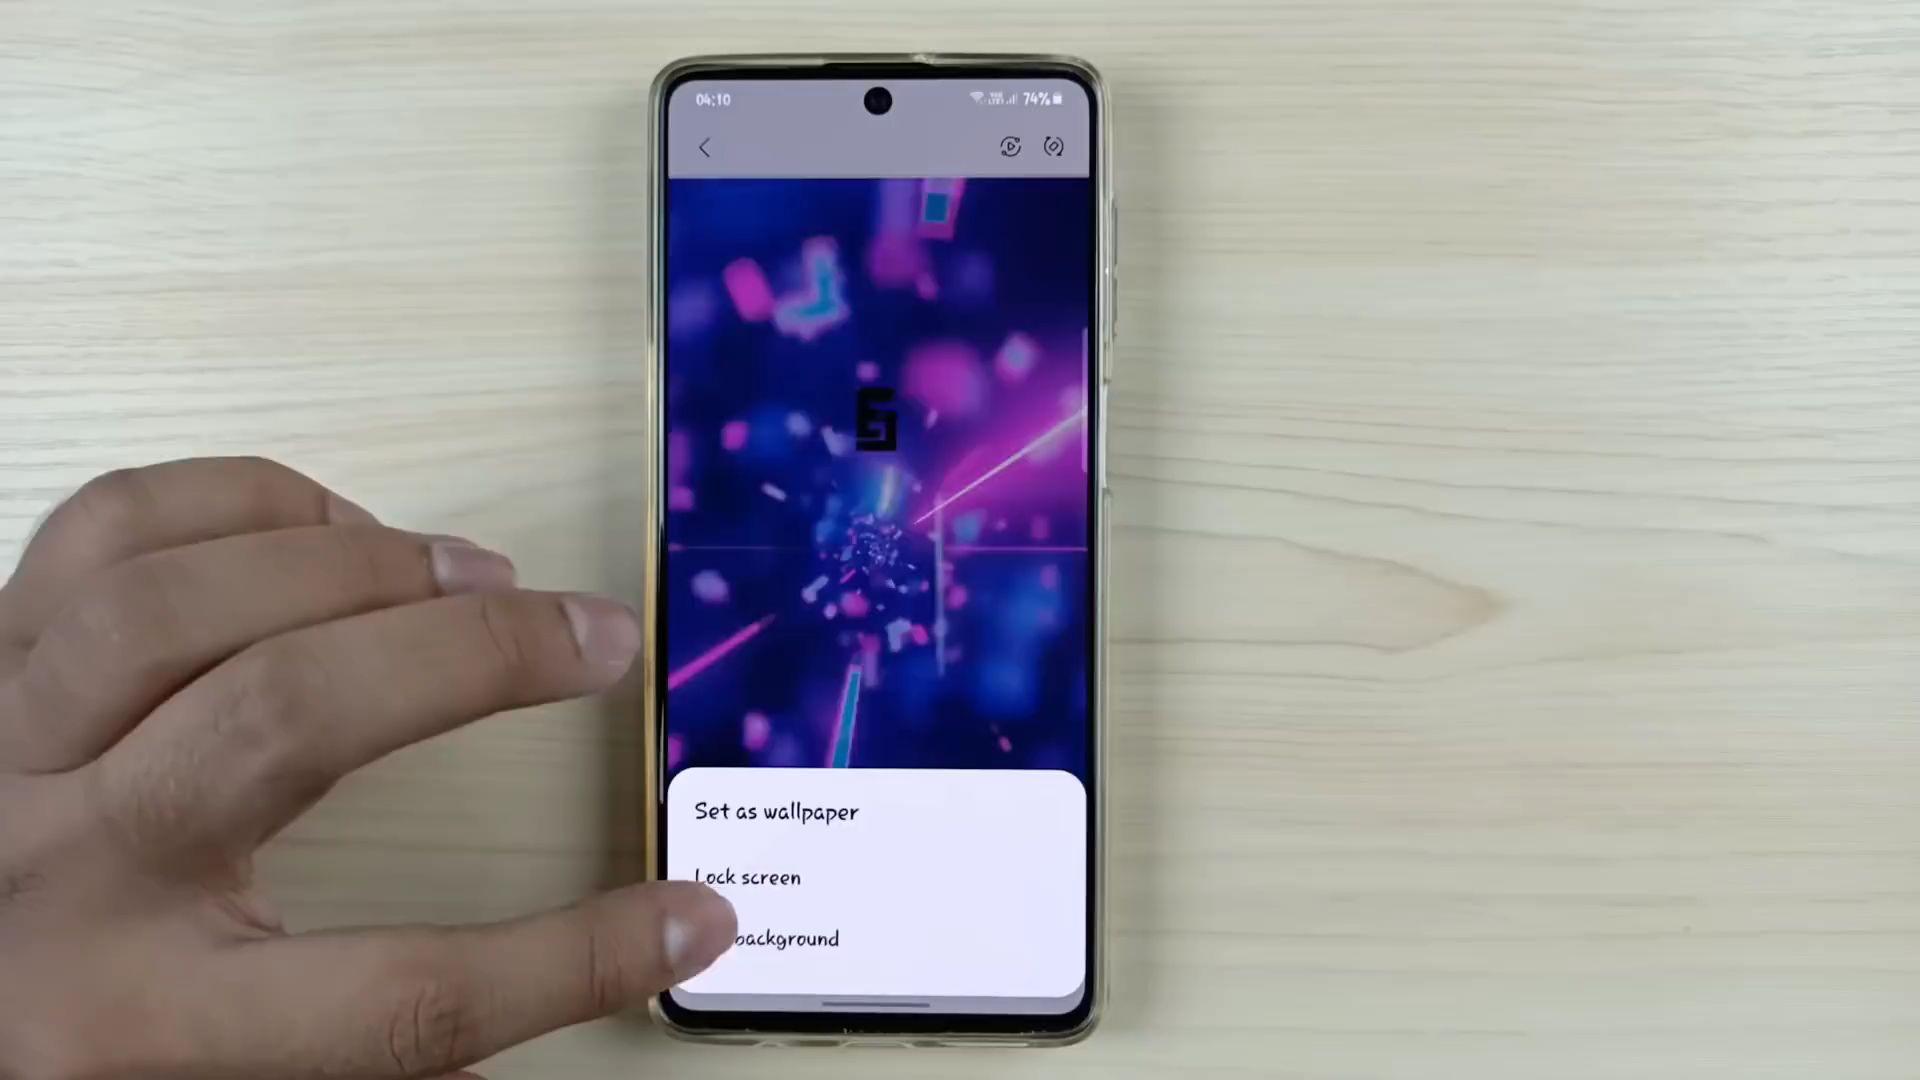 04:10
74%
Set as wallpaper
Lock screen
background